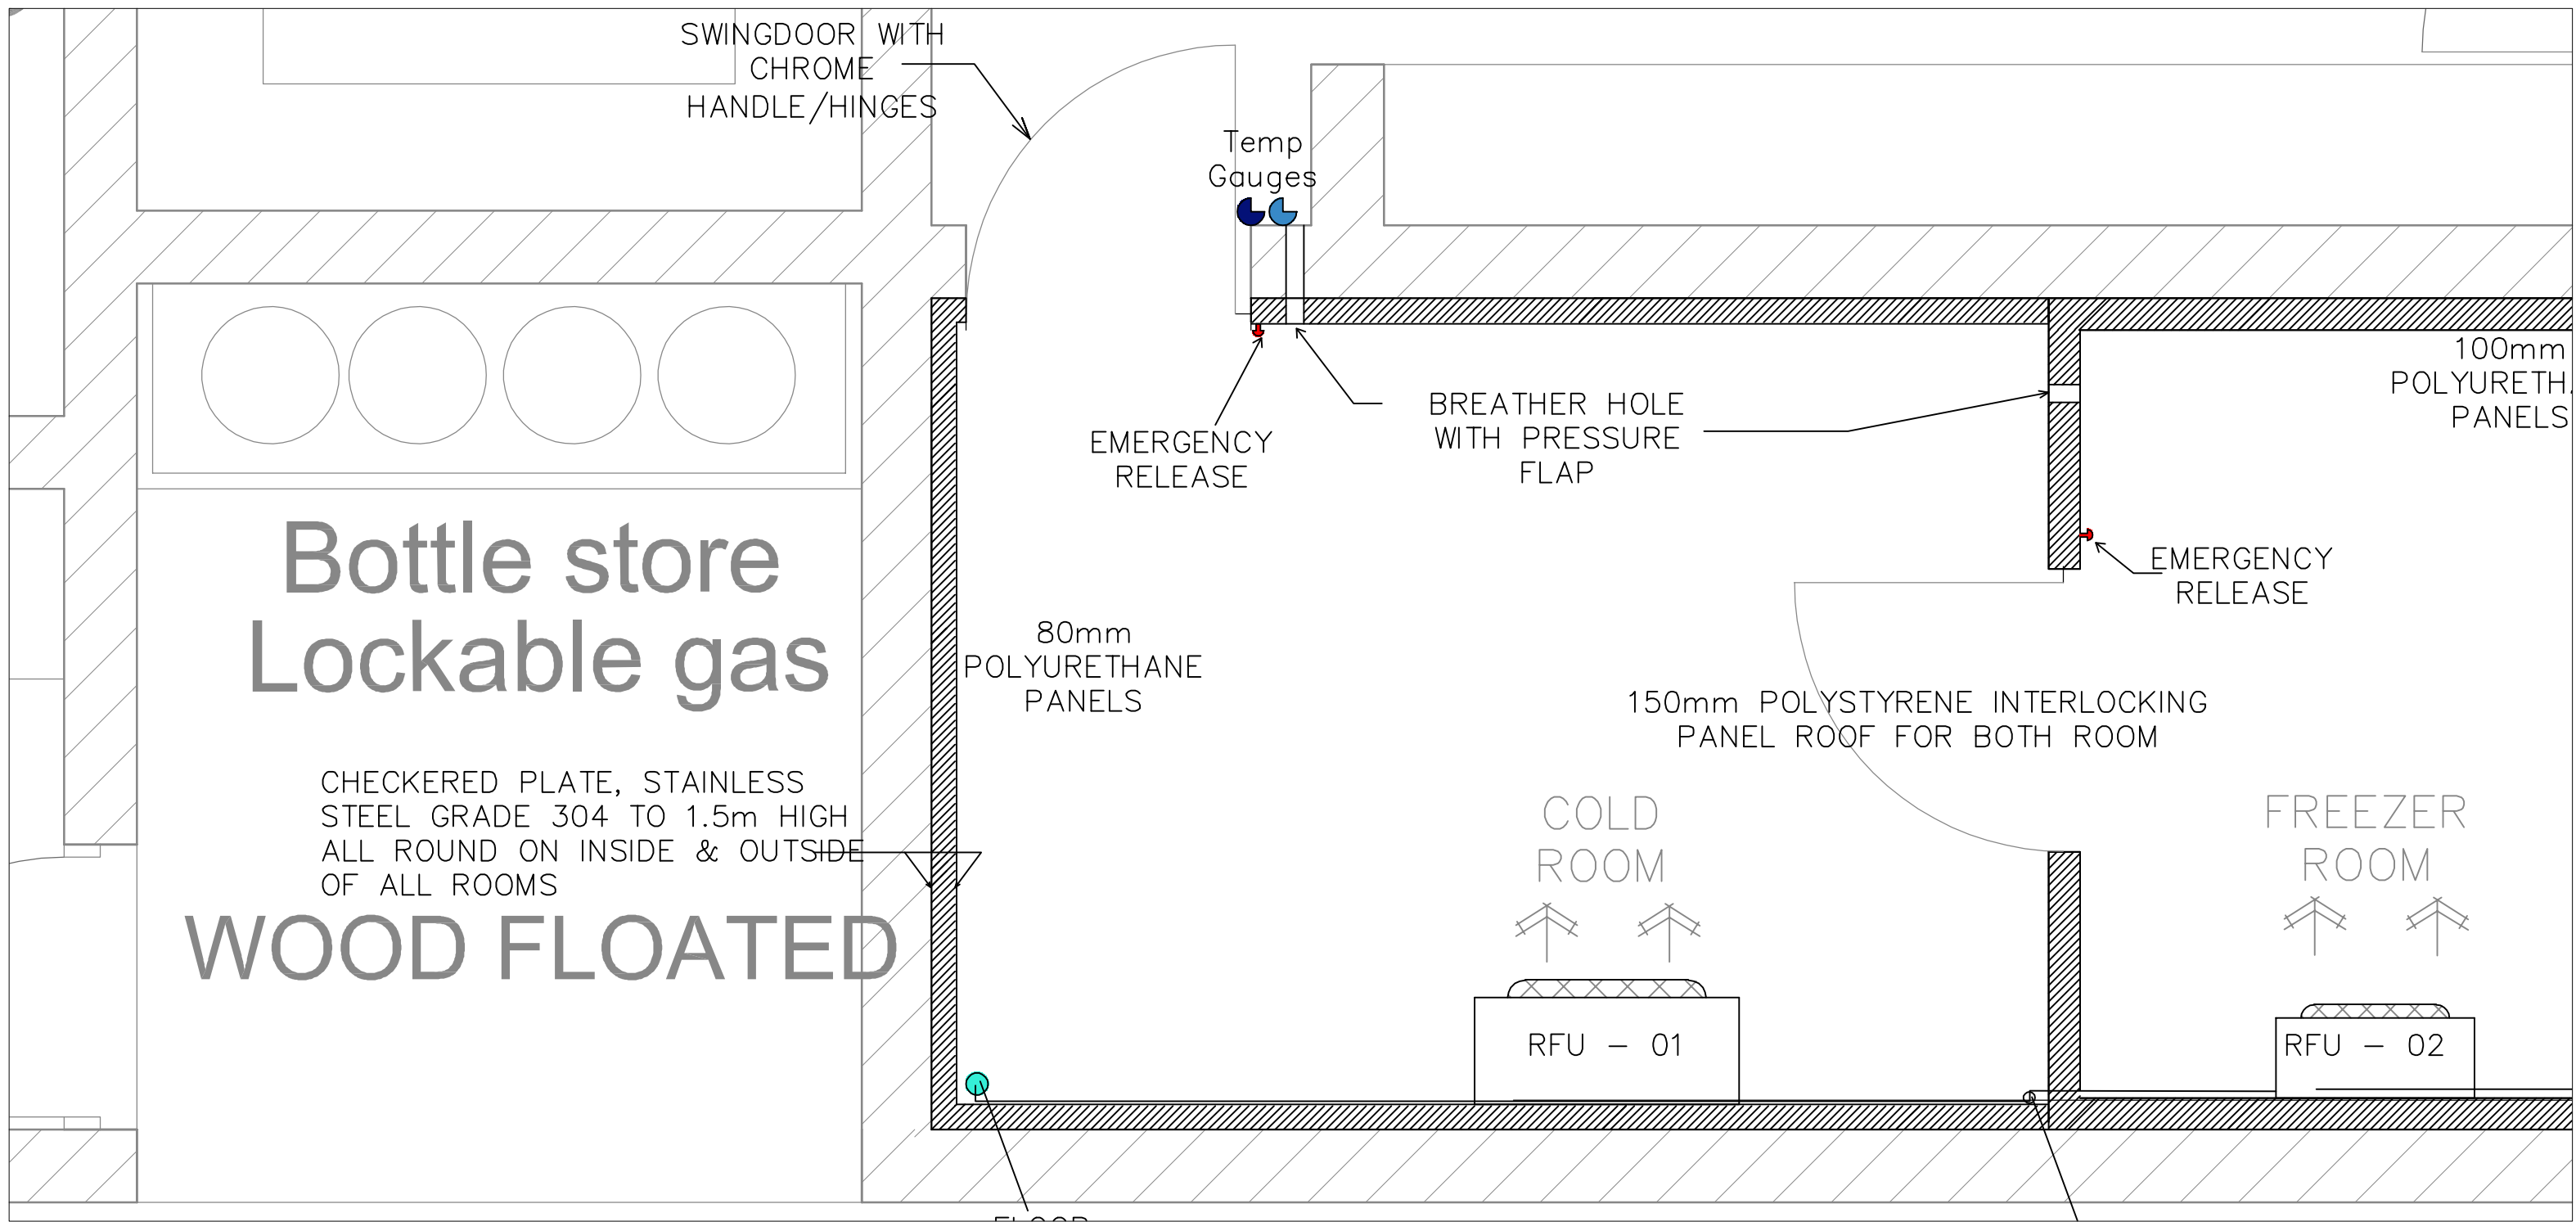 SWINGDOOR WITH
CHROME
HANDLE/HINGES
Temp
Gauges
EMERGENCY
RELEASE
BREATHER HOLE
WITH PRESSURE
FLAP
100mm
PANELS
EMERGENCY
RELEASE
Bottle store
Lockable gas
80mm
POLYURETHANE
PANELS
150mm POLYSTYRENE INTERLOCKING
PANEL ROOF FOR BOTH ROOM
CHECKERED PLATE, STAINLESS
STEEL GRADE 304 TO 1.5m HIGH
ALL ROUND ON INSIDE & OUTSIDE
OF ALL ROOMS
WOOD FLOATED
COLD
ROOM
FREEZER
ROOM
RFU - 01
RFU - 02